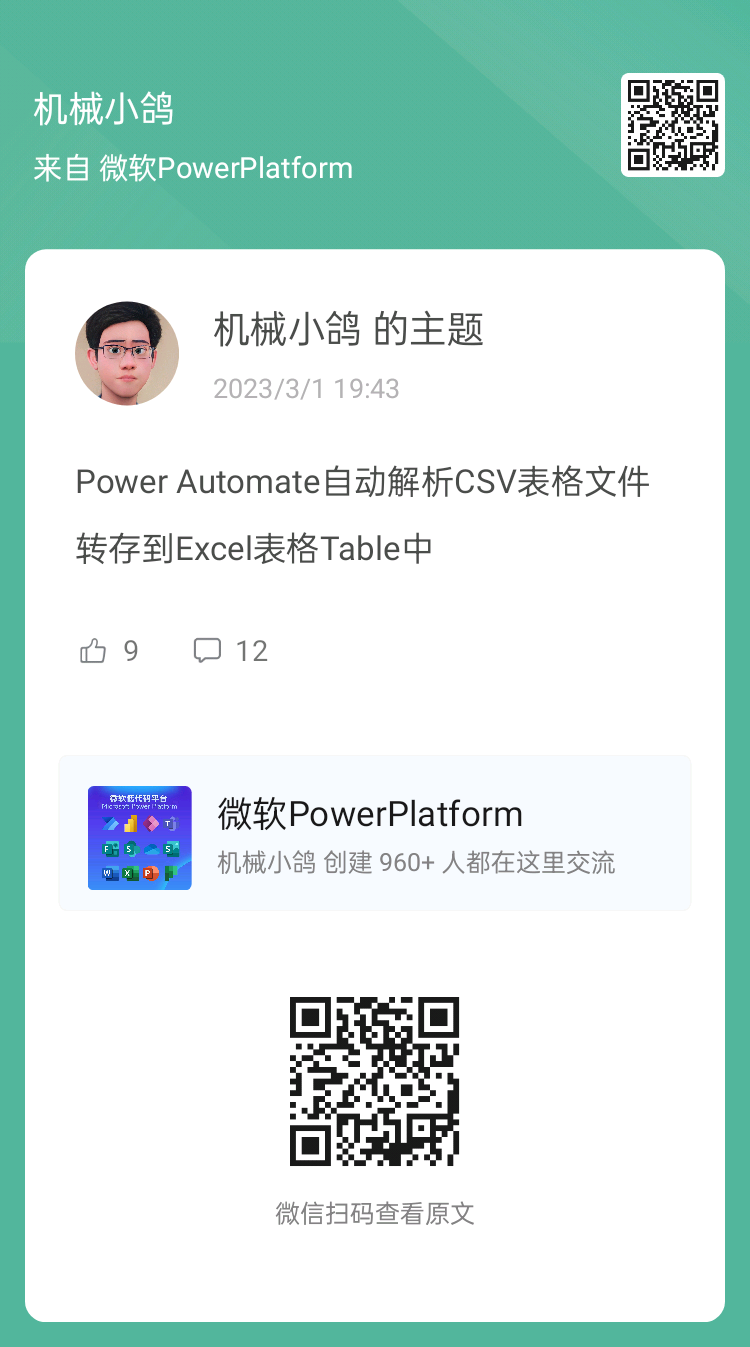 机械小鸽
来自 微软PowerPlatform
机械小鸽 的主题
2023/3/1 19:43
Power Automate自动解析CSV表格文件
转存到Excel表格Table中
9 12
微软低代码平台
Microsoft Power Platform
微软PowerPlatform
机械小鸽 创建 960+ 人都在这里交流
微信扫码查看原文